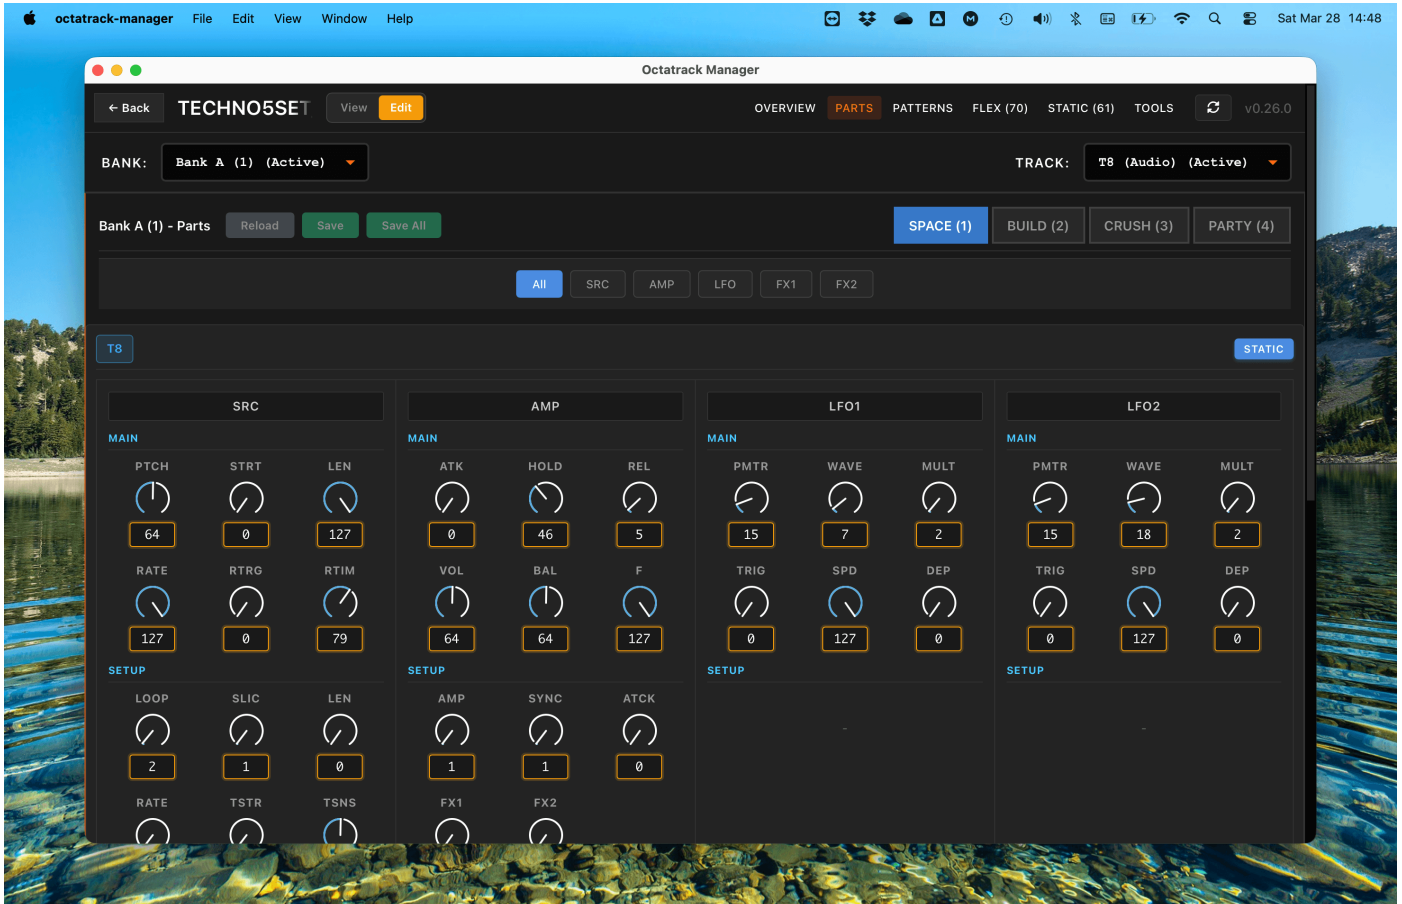 octatrack-manager File Edit View Window Help Sat Mar 28 14:48
Octatrack Manager
← Back TECHNO5SET View Edit OVERVIEW PARTS PATTERNS FLEX (70) STATIC (61) TOOLS v0.26.0
BANK: Bank A (1) (Active) TRACK: T8 (Audio) (Active)
Bank A (1) - Parts Reload Save Save All SPACE (1) BUILD (2) CRUSH (3) PARTY (4)
All SRC AMP LFO FX1 FX2
T8 STATIC
SRC AMP LFO1 LFO2
MAIN MAIN MAIN MAIN
PTCH STRT LEN ATK HOLD REL PMTR WAVE MULT PMTR WAVE MULT
64 0 127 0 46 5 15 7 2 15 18 2
RATE RTRG RTIM VOL BAL F TRIG SPD DEP TRIG SPD DEP
127 0 79 64 64 127 0 127 0 0 127 0
SETUP SETUP SETUP SETUP
LOOP SLIC LEN AMP SYNC ATCK
2 1 0 1 1 0 - -
RATE TSTR TSNS FX1 FX2